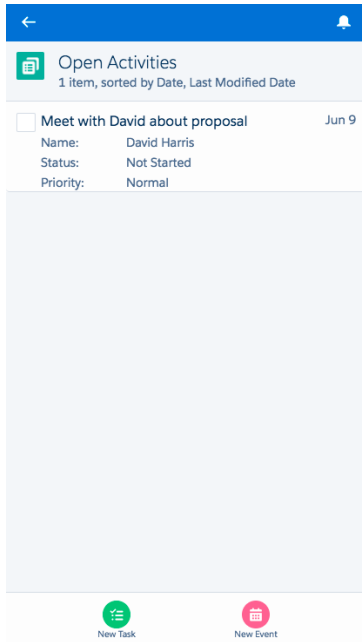 Open Activities
1 item, sorted by Date, Last Modified Date
Meet with David about proposal Jun 9
Name: David Harris
Status: Not Started
Priority: Normal
New Task New Event